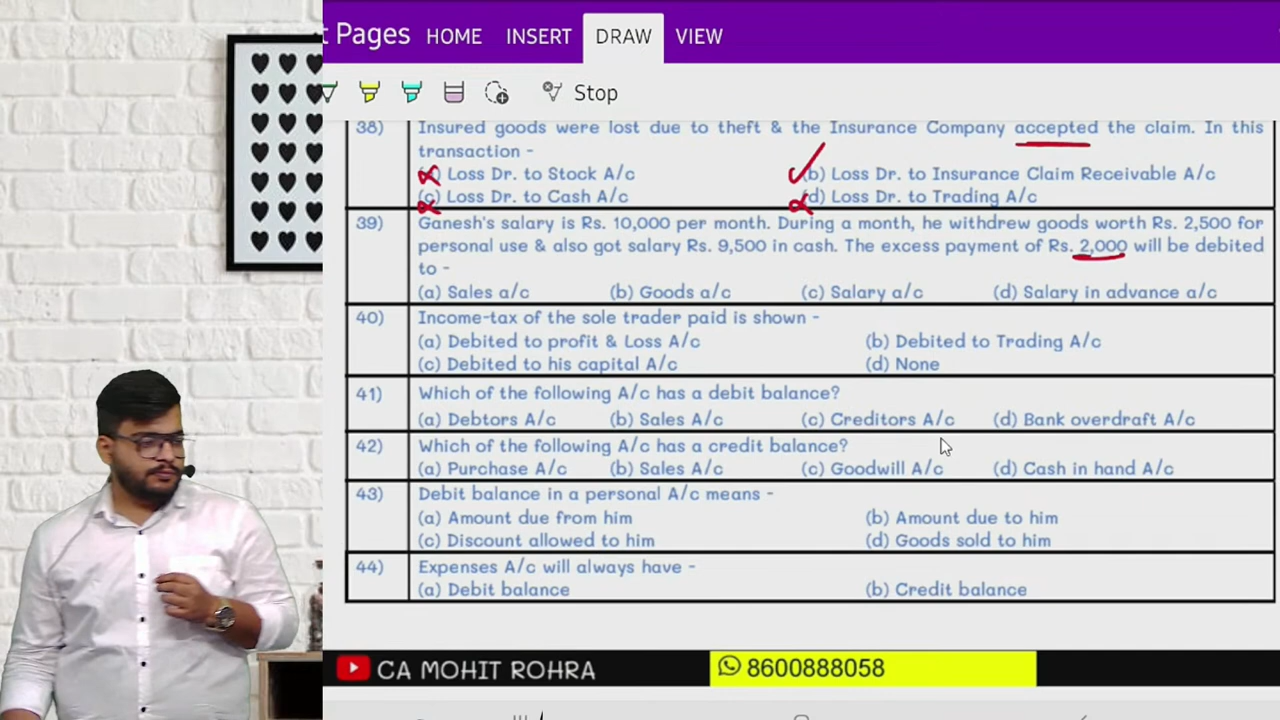 t Pages HOME INSERT DRAW VIEW
Stop
38) Insured goods were lost due to theft & the Insurance Company accepted the claim. In this
transaction -
(a) Loss Dr. to Stock A/c (b) Loss Dr. to Insurance Claim Receivable A/c
(c) Loss Dr. to Cash A/c (d) Loss Dr. to Trading A/c
39) Ganesh's salary is Rs. 10,000 per month. During a month, he withdrew goods worth Rs. 2,500 for
personal use & also got salary Rs. 9,500 in cash. The excess payment of Rs. 2,000 will be debited
to -
(a) Sales a/c (b) Goods a/c (c) Salary a/c (d) Salary in advance a/c
40) Income-tax of the sole trader paid is shown -
(a) Debited to profit & Loss A/c (b) Debited to Trading A/c
(c) Debited to his capital A/c (d) None
41) Which of the following A/c has a debit balance?
(a) Debtors A/c (b) Sales A/c (c) Creditors A/c (d) Bank overdraft A/c
42) Which of the following A/c has a credit balance?
(a) Purchase A/c (b) Sales A/c (c) Goodwill A/c (d) Cash in hand A/c
43) Debit balance in a personal A/c means -
(a) Amount due from him (b) Amount due to him
(c) Discount allowed to him (d) Goods sold to him
44) Expenses A/c will always have -
(a) Debit balance (b) Credit balance
CA MOHIT ROHRA 8600888058